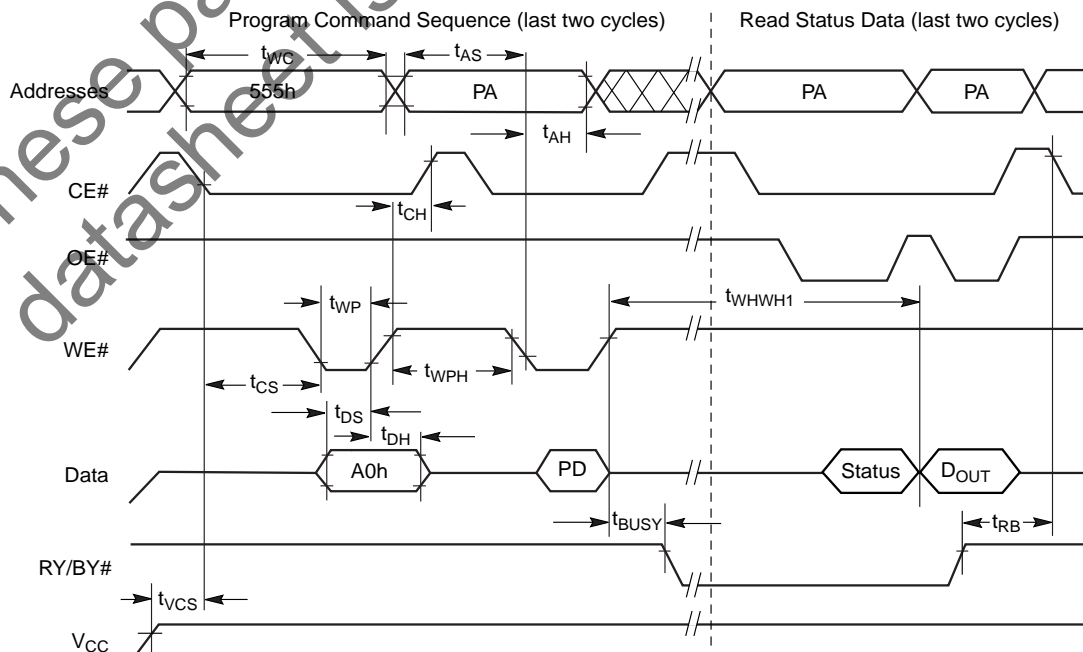 Program Command Sequence (last two cycles) Read Status Data (last two cycles)
tWC tAS
Addresses 555h PA PA PA
tAH
CE#
tCH
OE#
tWP tWHWH1
WE#
tCS tWPH
tDS
tDH
Data A0h PD Status DOUT
tBUSY tRB
RY/BY#
tVCS
VCC
datasheet